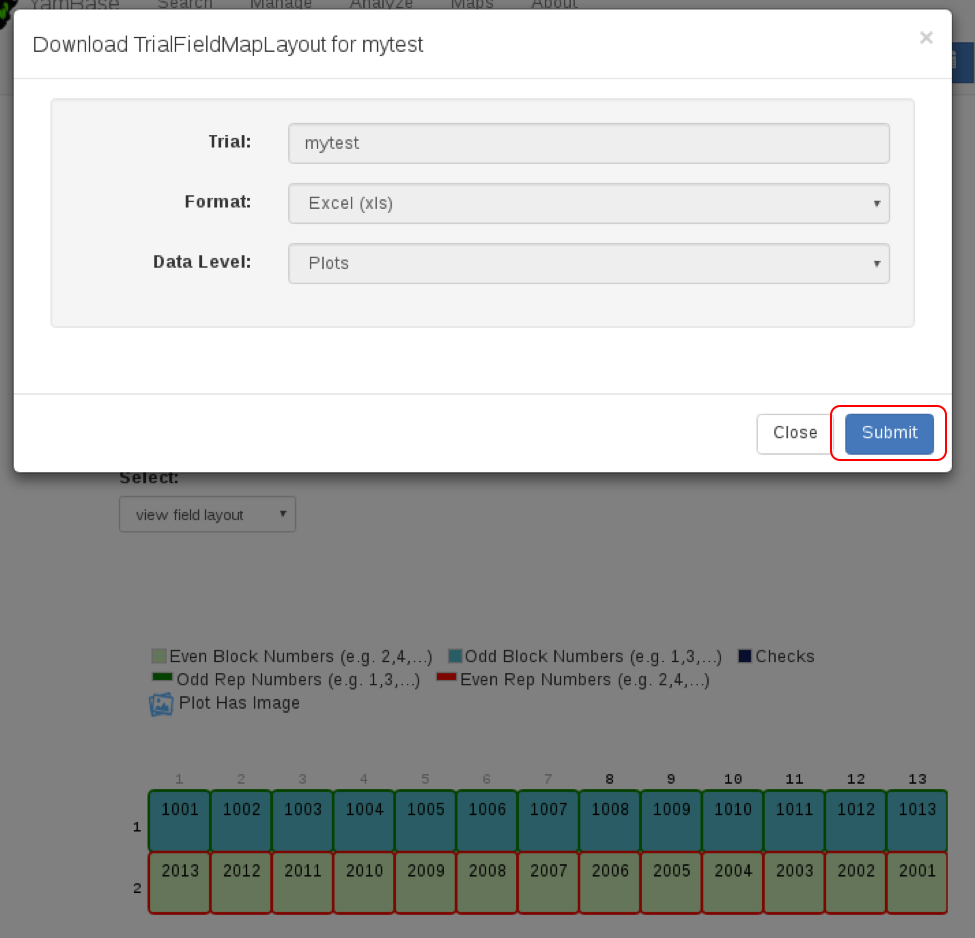 YamBase Search Manage Analyze Maps About
Download TrialFieldMapLayout for mytest ×
Trial: mytest
Format: Excel (xls)
Data Level: Plots
Close Submit
Select:
view field layout
Even Block Numbers (e.g. 2,4,...) Odd Block Numbers (e.g. 1,3,...) Checks
Odd Rep Numbers (e.g. 1,3,...) Even Rep Numbers (e.g. 2,4,...)
Plot Has Image
1 2 3 4 5 6 7 8 9 10 11 12 13
1 1001 1002 1003 1004 1005 1006 1007 1008 1009 1010 1011 1012 1013
2 2013 2012 2011 2010 2009 2008 2007 2006 2005 2004 2003 2002 2001